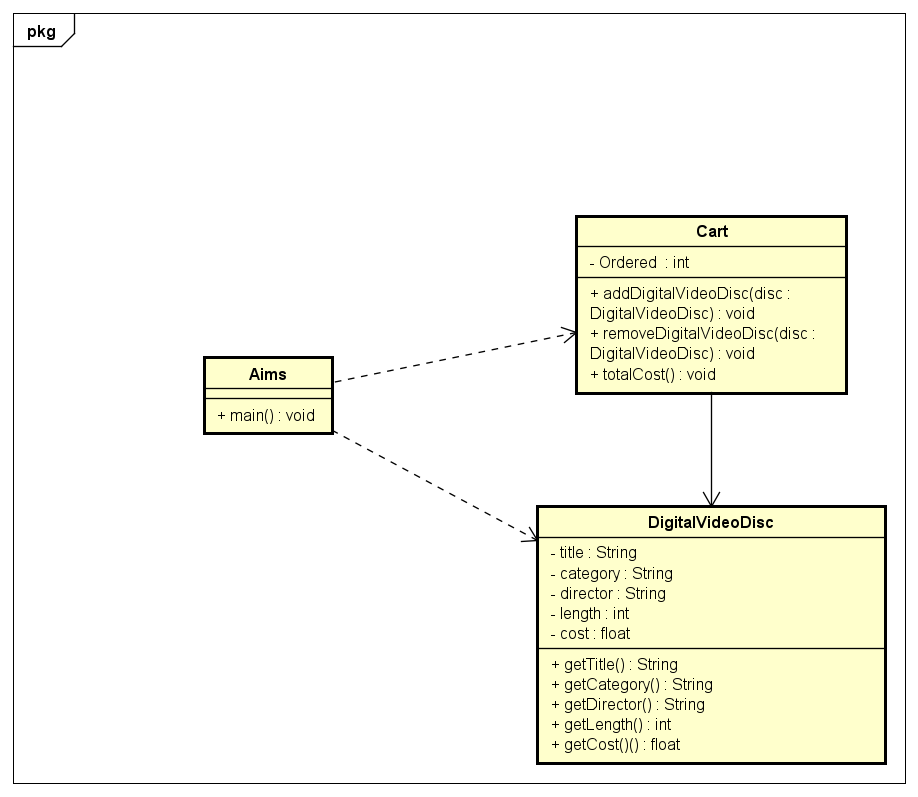 pkg
Cart
- Ordered : int
+ addDigitalVideoDisc(disc :
DigitalVideoDisc) : void
+ removeDigitalVideoDisc(disc :
DigitalVideoDisc) : void
+ totalCost() : void
Aims
+ main() : void
DigitalVideoDisc
- title : String
- category : String
- director : String
- length : int
- cost : float
+ getTitle() : String
+ getCategory() : String
+ getDirector() : String
+ getLength() : int
+ getCost()() : float